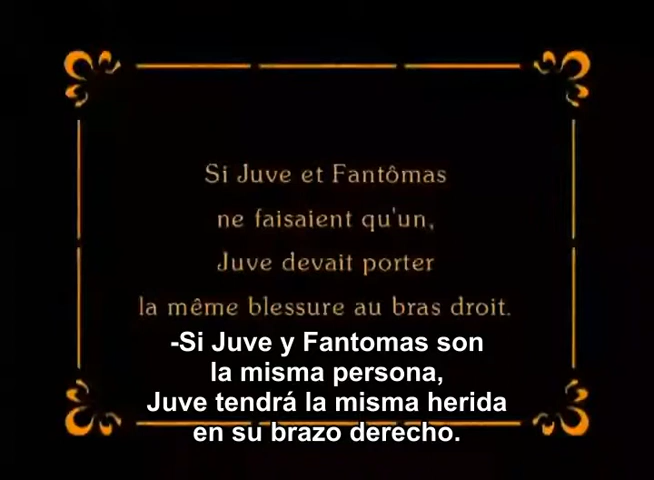 Si Juve et Fantômas
ne faisaient qu'un,
Juve devait porter
la même blessure au bras droit.
-Si Juve y Fantomas son
la misma persona,
Juve tendrá la misma herida
en su brazo derecho.